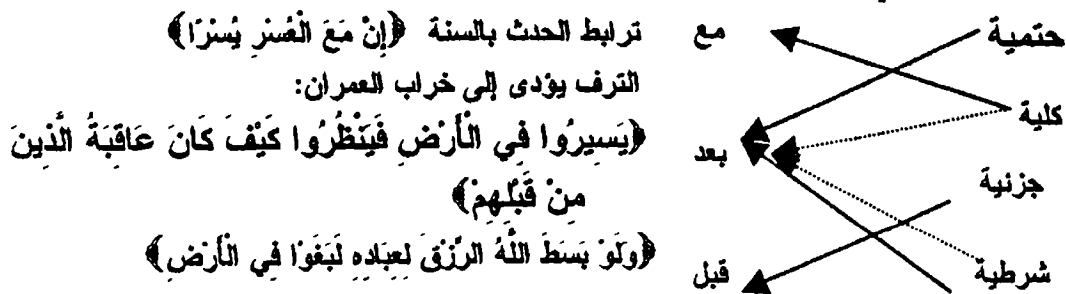 حتمية
كلية
جزئية
شرطية
مع
بعد
قبل
ترابط الحدث بالسنة ﴿إِنَّ مَعَ الْعُسْرِ يُسْرًا﴾
الترف يؤدى إلى خراب العمران:
﴿يَسِيرُوا فِي الْأَرْضِ فَيَنْظُرُوا كَيْفَ كَانَ عَاقِبَةُ الَّذِينَ
مِنْ قَبْلِهِمْ﴾
﴿وَلَوْ بَسَطَ اللَّهُ الرِّزْقَ لِعِبَادِهِ لَبَغَوْا فِي الْأَرْضِ﴾